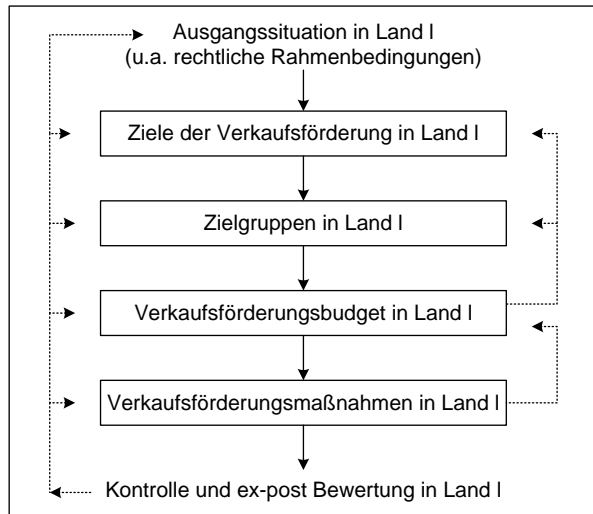 Ausgangssituation in Land l
(u.a. rechtliche Rahmenbedingungen)
Ziele der Verkaufsförderung in Land l
Zielgruppen in Land l
Verkaufsförderungsbudget in Land l
Verkaufsförderungsmaßnahmen in Land l
Kontrolle und ex-post Bewertung in Land l